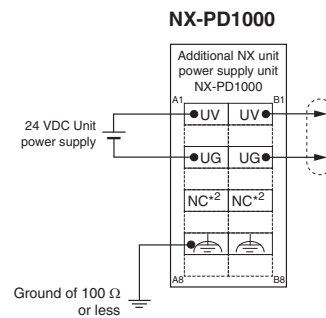 NX-PD1000
Additional NX unit
power supply unit
NX-PD1000
A1 B1
UV UV
24 VDC Unit
power supply
UG UG
NC*2 NC*2
A8 B8
Ground of 100 Ω
or less